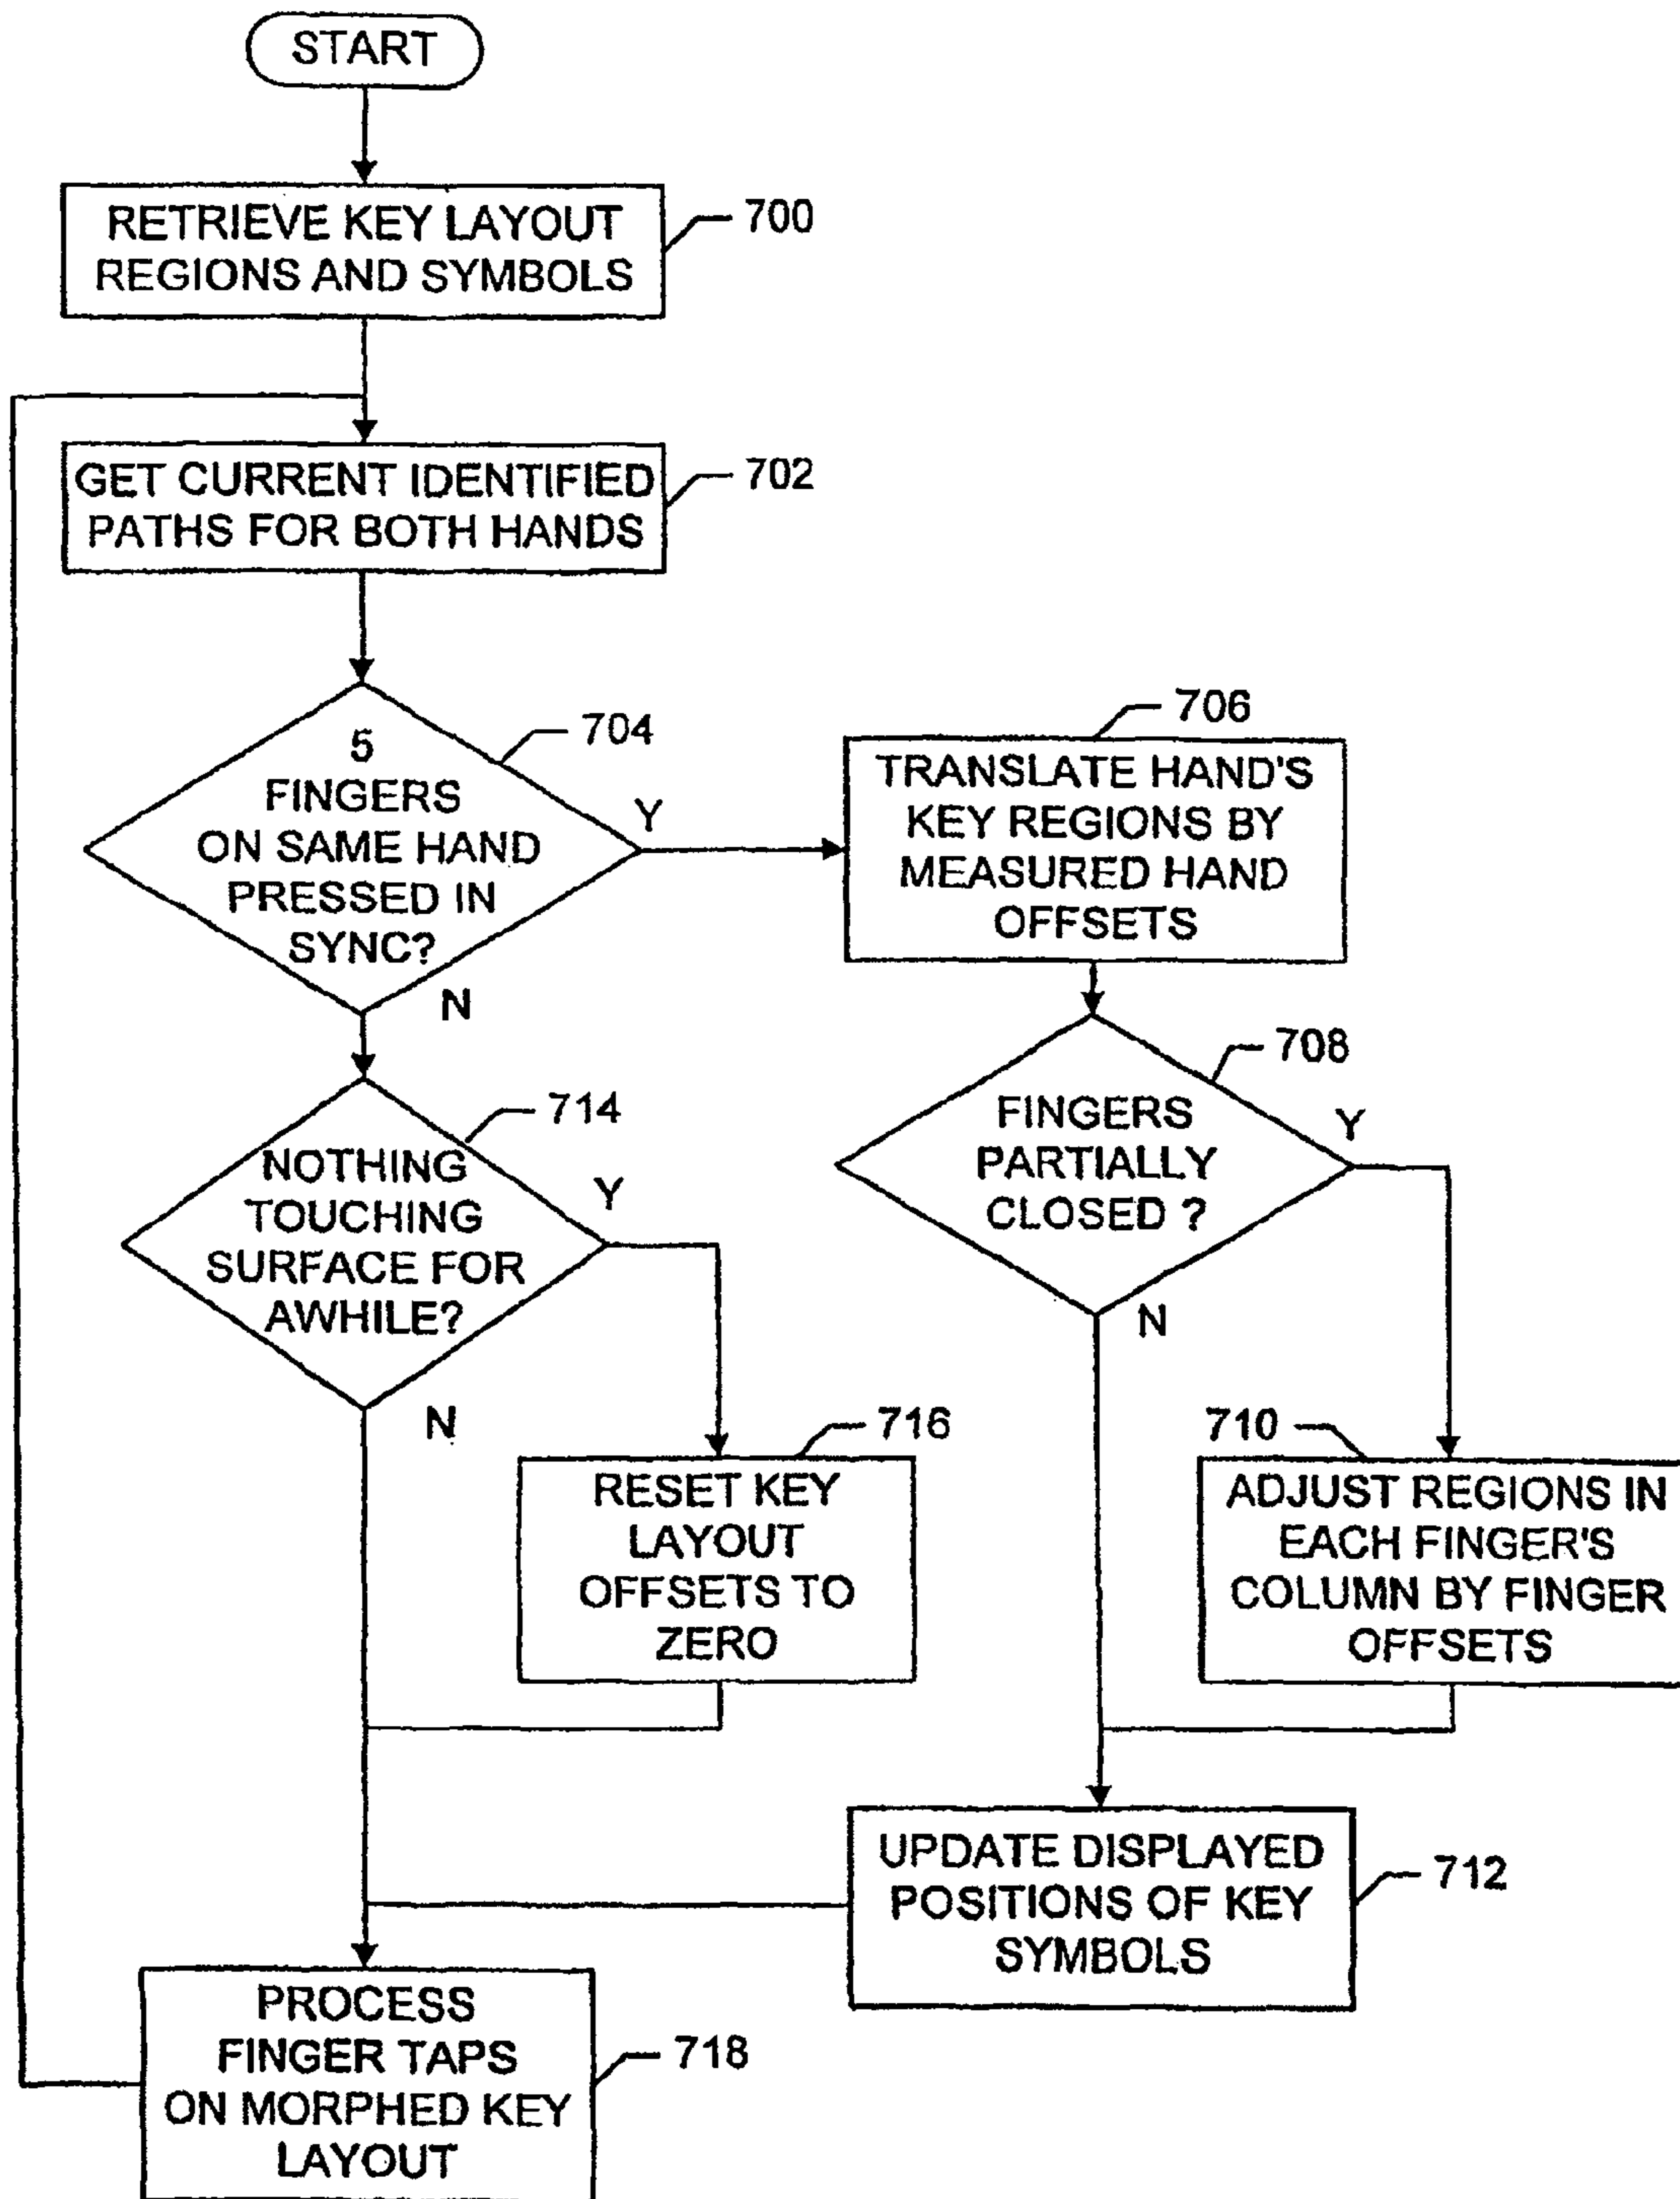 START
RETRIEVE KEY LAYOUT
REGIONS AND SYMBOLS
700
GET CURRENT IDENTIFIED
PATHS FOR BOTH HANDS
702
5
FINGERS
ON SAME HAND
PRESSED IN
SYNC?
704
Y
N
706
TRANSLATE HAND'S
KEY REGIONS BY
MEASURED HAND
OFFSETS
708
FINGERS
PARTIALLY
CLOSED ?
Y
N
714
NOTHING
TOUCHING
SURFACE FOR
AWHILE?
Y
N
716
RESET KEY
LAYOUT
OFFSETS TO
ZERO
710
ADJUST REGIONS IN
EACH FINGER'S
COLUMN BY FINGER
OFFSETS
UPDATE DISPLAYED
POSITIONS OF KEY
SYMBOLS
712
PROCESS
FINGER TAPS
ON MORPHED KEY
LAYOUT
718